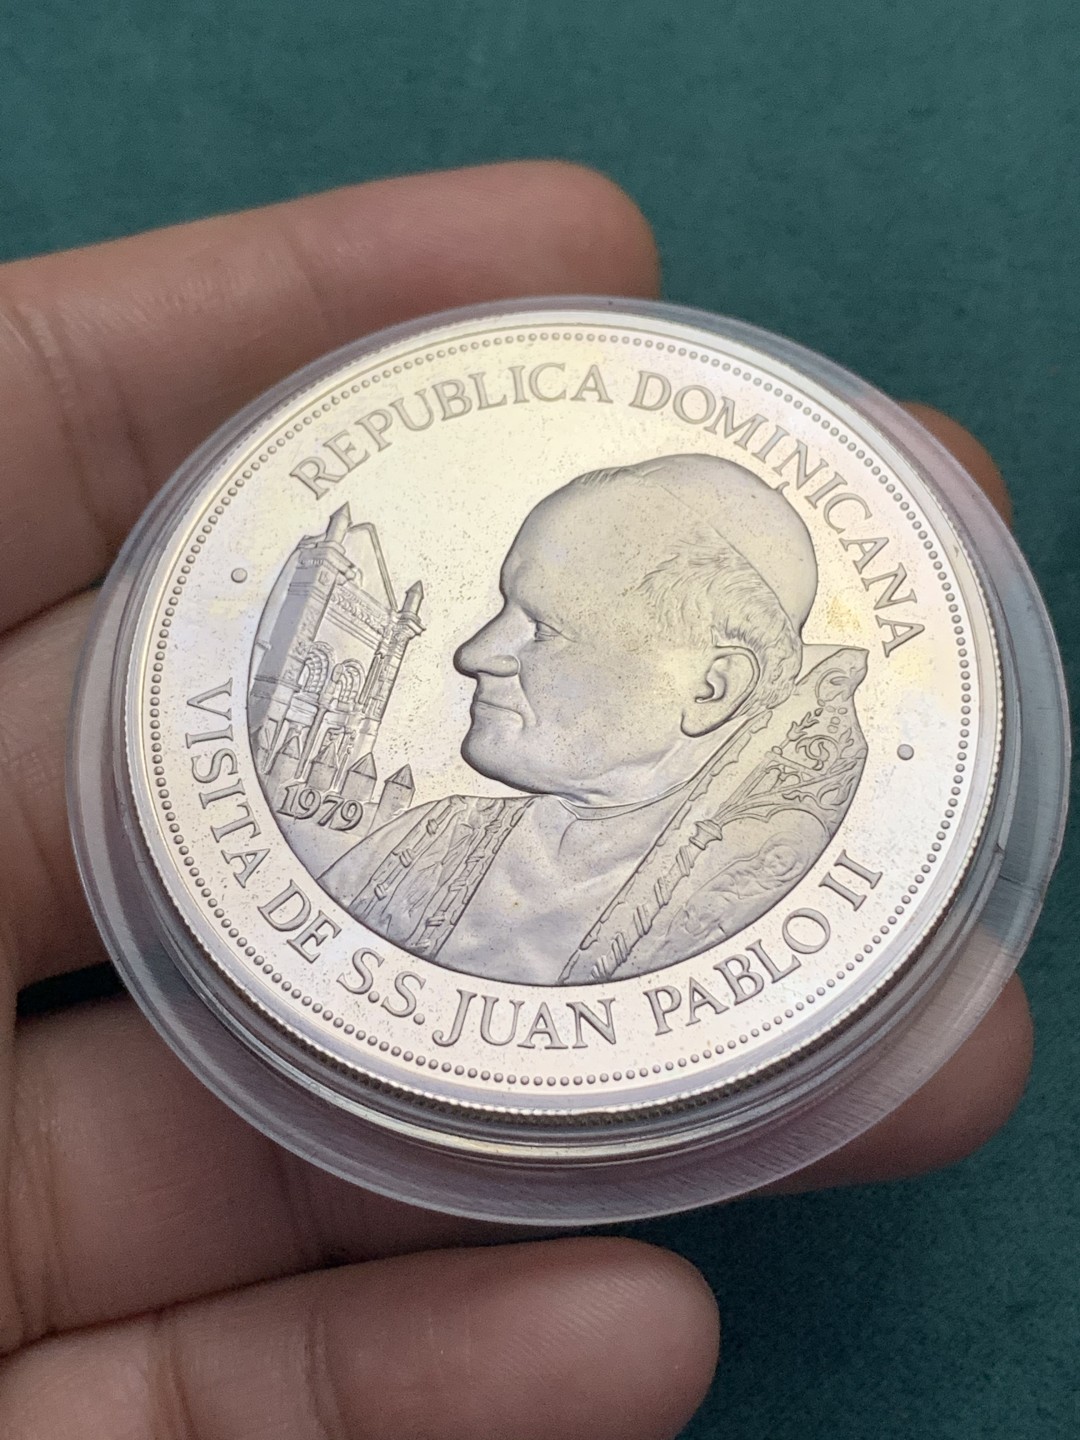 REPUBLICA DOMINICANA
1979
VISITA DE S.S. JUAN PABLO II